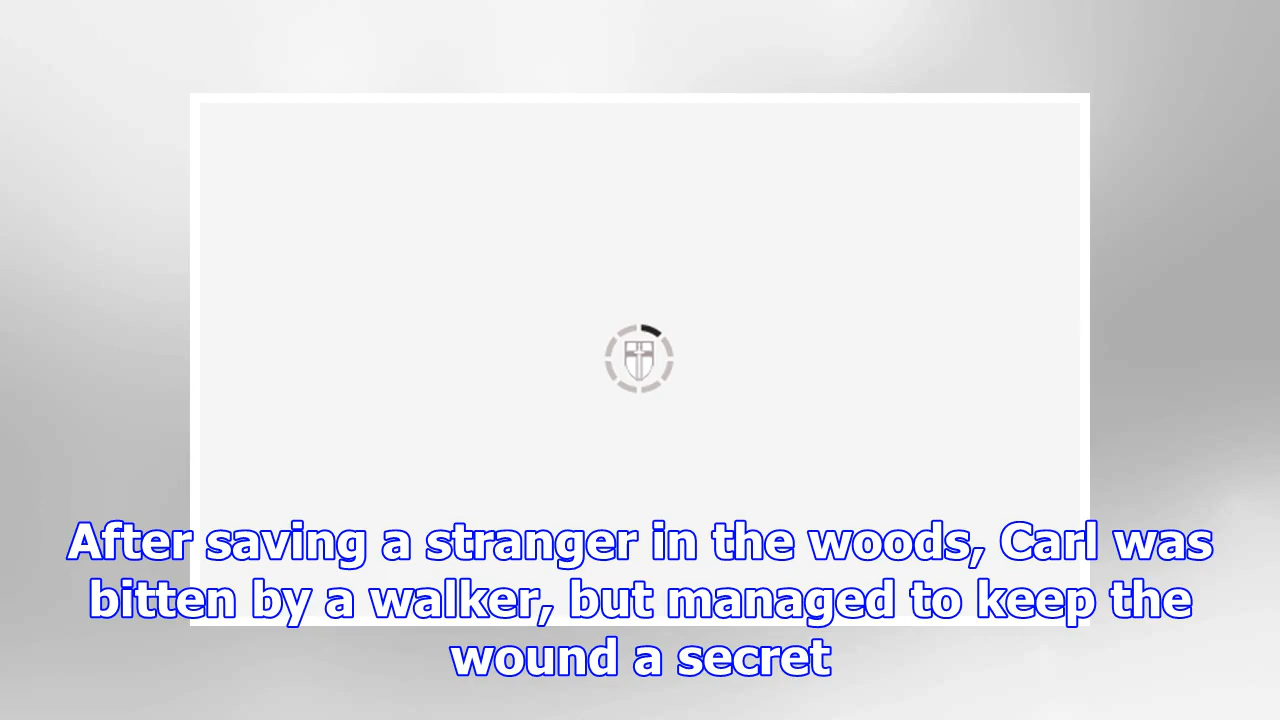 After saving a stranger in the woods, Carl was
bitten by a walker, but managed to keep the
wound a secret